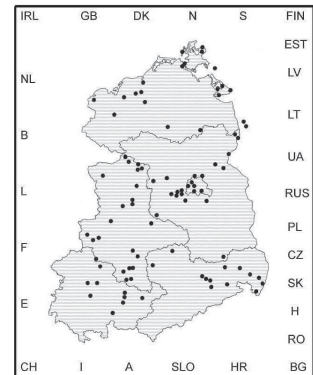 IRL GB DK N S FIN
EST
NL LV
LT
B
UA
L RUS
PL
F CZ
SK
E H
RO
CH I A SLO HR BG